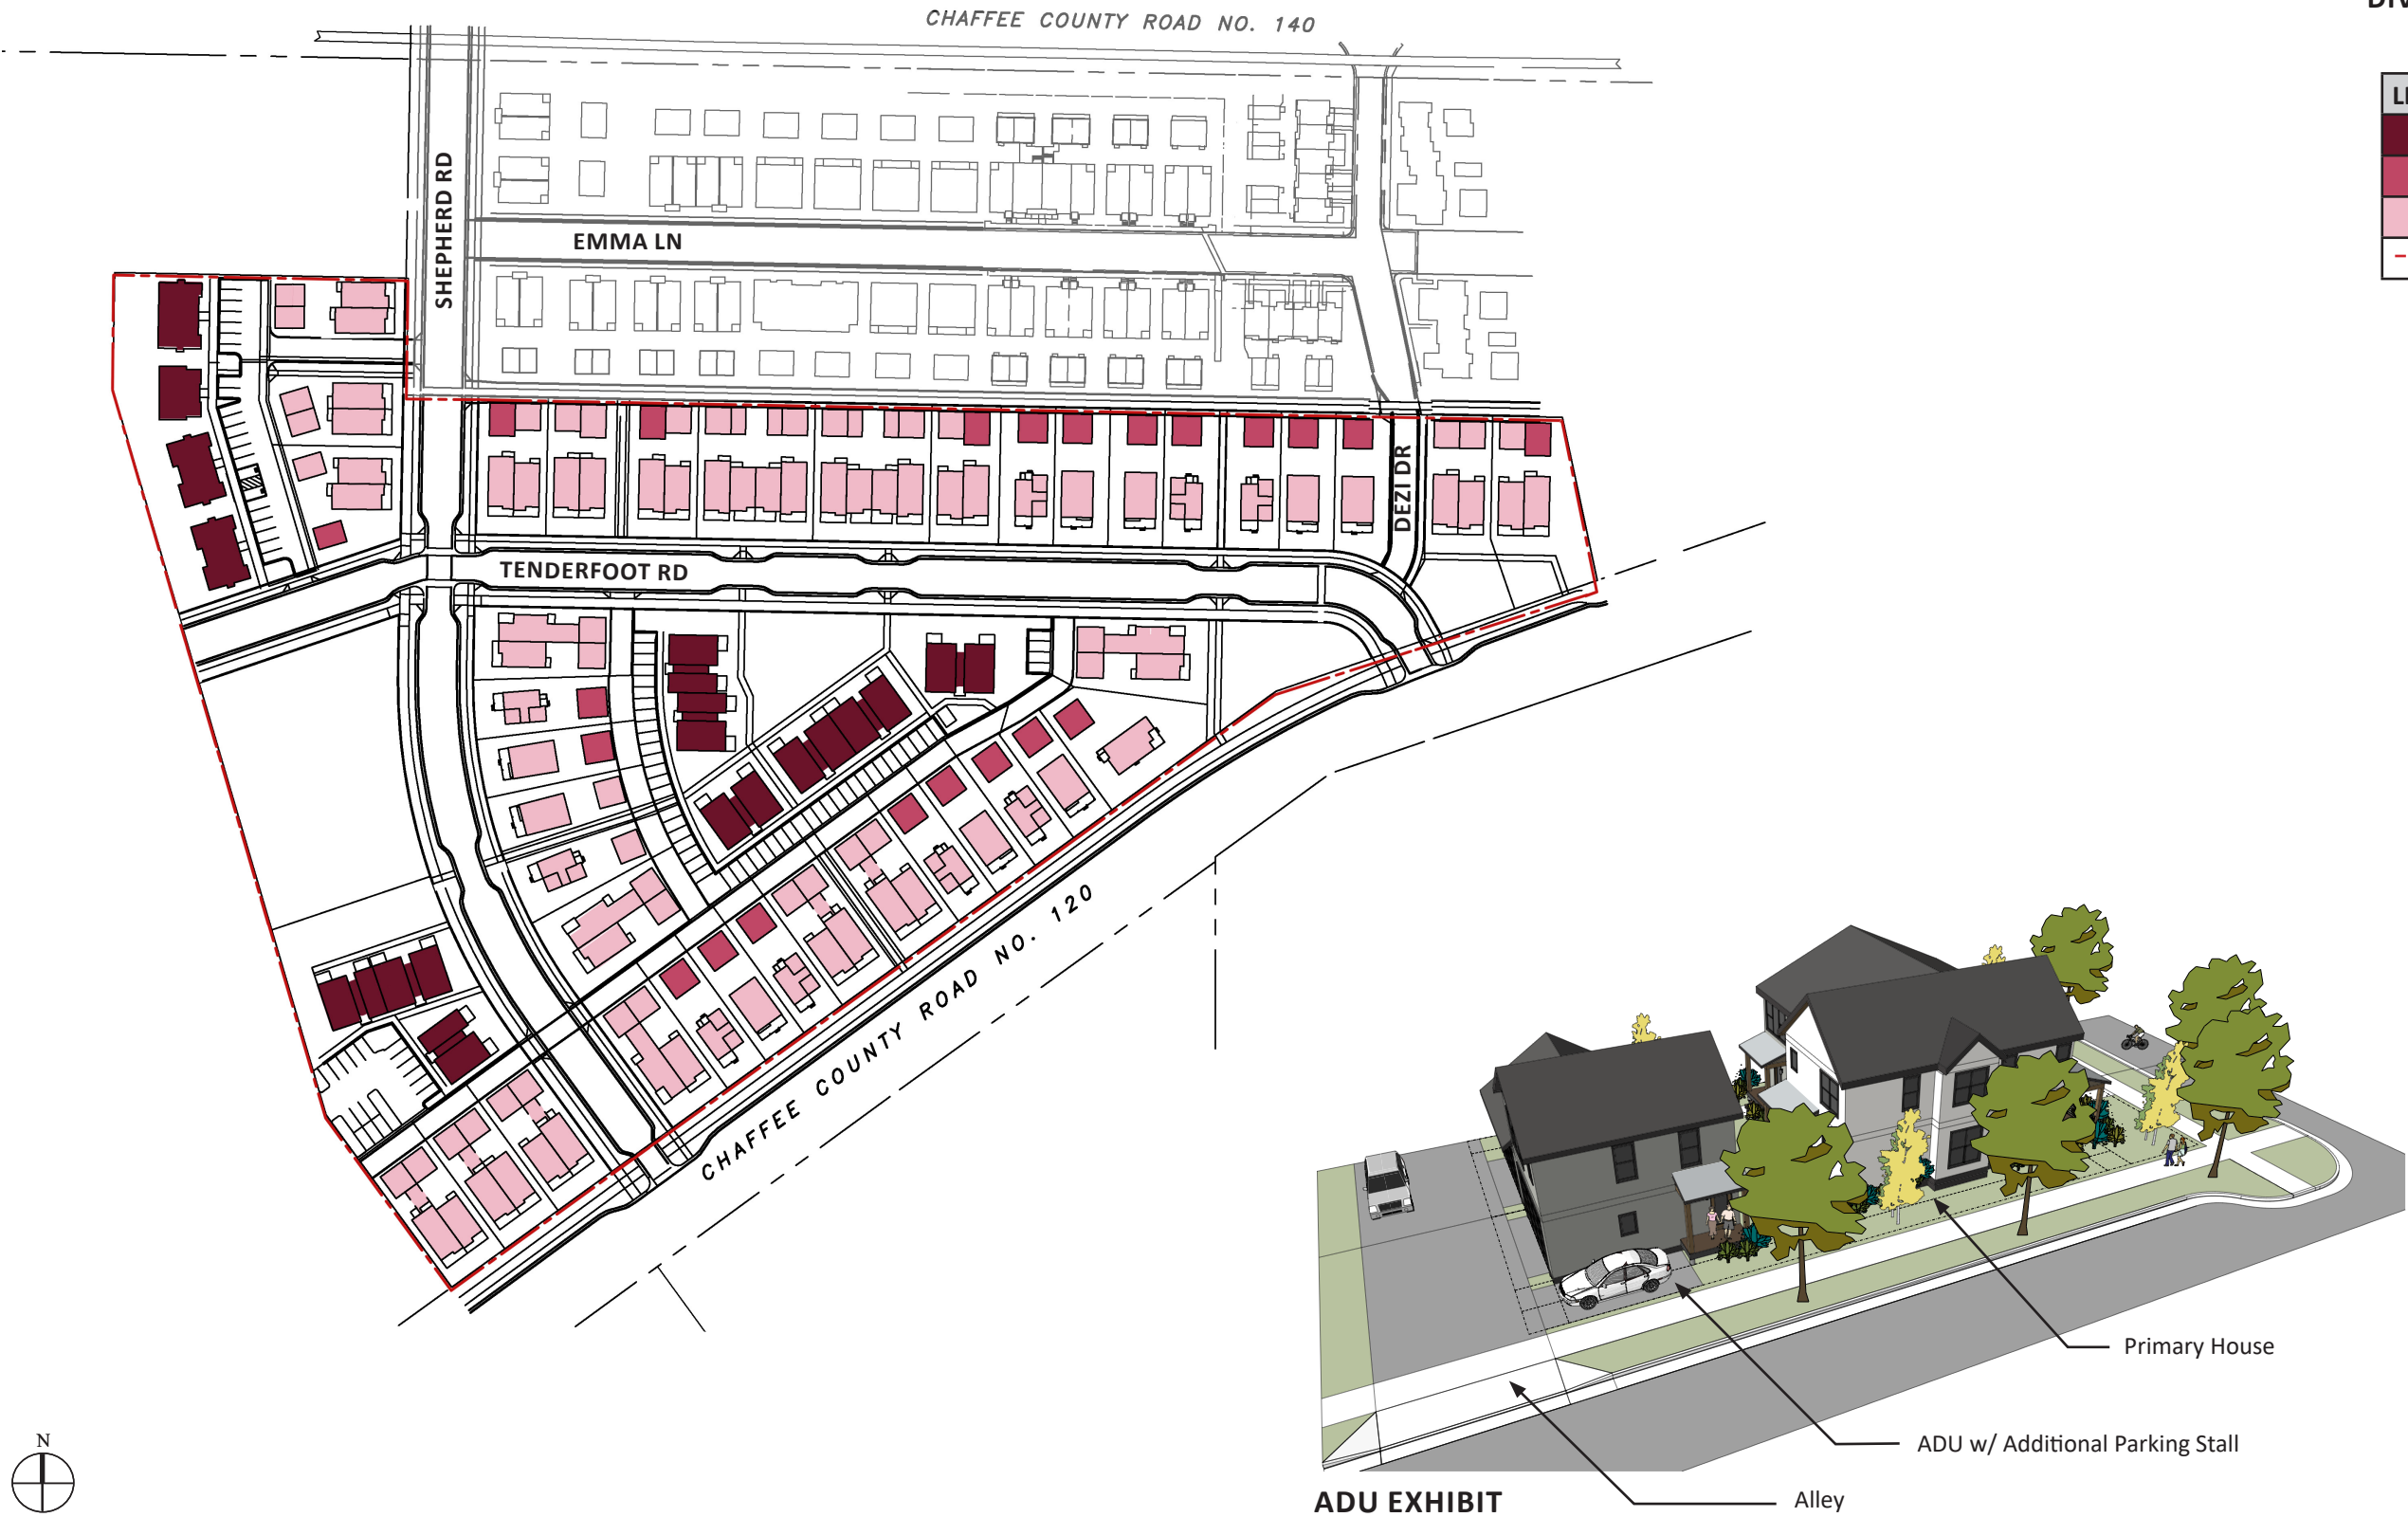 CHAFFEE COUNTY ROAD NO. 140
SHEPHERD RD
EMMA LN
DEZI DR
TENDERFOOT RD
CHAFFEE COUNTY ROAD NO. 120
Primary House
ADU w/ Additional Parking Stall
Alley
ADU EXHIBIT
N